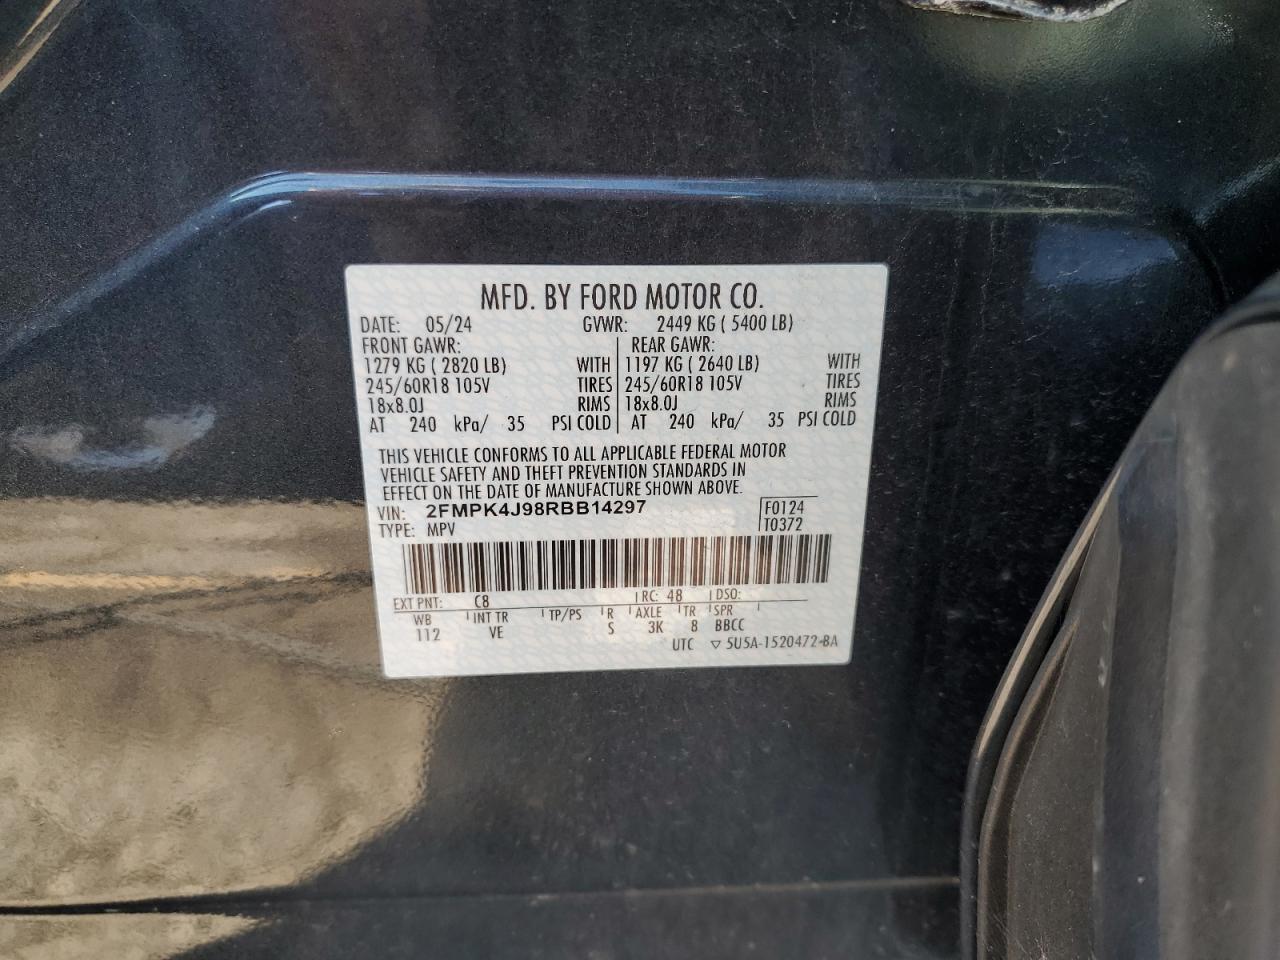 MFD. BY FORD MOTOR CO.
DATE: 05/24 GVWR: 2449 KG ( 5400 LB)
FRONT GAWR: REAR GAWR:
1279 KG ( 2820 LB) WITH 1197 KG ( 2640 LB) WITH
245/60R18 105V TIRES 245/60R18 105V TIRES
18x8.0J RIMS 18x8.0J RIMS
AT 240 kPa/ 35 PSI COLD AT 240 kPa/ 35 PSI COLD
THIS VEHICLE CONFORMS TO ALL APPLICABLE FEDERAL MOTOR
VEHICLE SAFETY AND THEFT PREVENTION STANDARDS IN
EFFECT ON THE DATE OF MANUFACTURE SHOWN ABOVE.
VIN: 2FMPK4J98RBB14297 F0124
TYPE: MPV T0372
EXT PNT: C8 RC: 48 DSO:
WB INT TR TP/PS R AXLE TR SPR
112 VE S 3K 8 BBCC
UTC ▽ 5U5A-1520472-BA